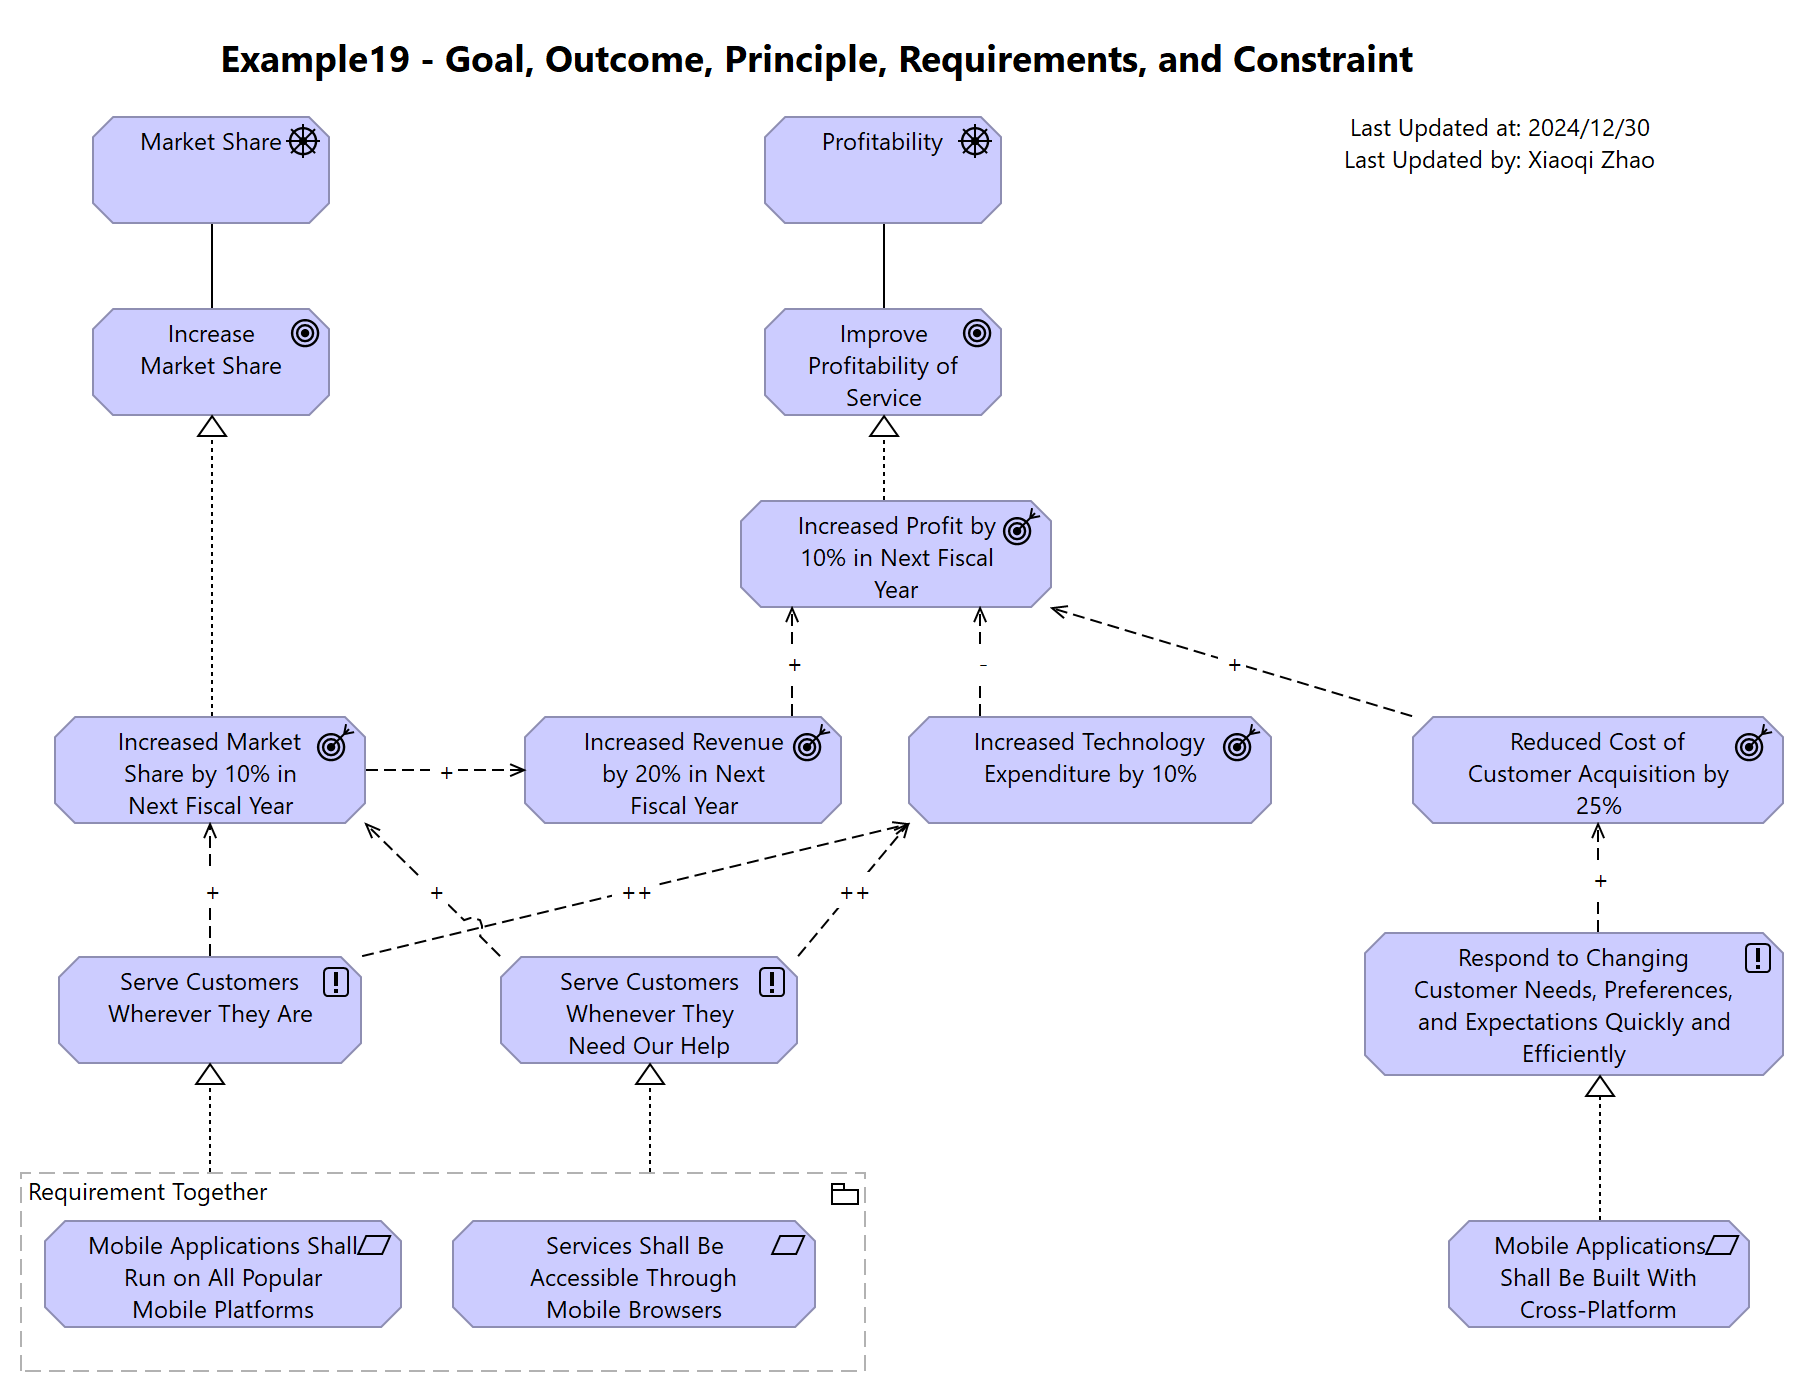 Example19 - Goal, Outcome, Principle, Requirements, and Constraint
Last Updated at: 2024/12/30
Last Updated by: Xiaoqi Zhao
Market Share
Profitability
Increase
Market Share
Improve
Profitability of
Service
Increased Profit by
10% in Next Fiscal
Year
+
-
+
Increased Market
Share by 10% in
Next Fiscal Year
+
Increased Revenue
by 20% in Next
Fiscal Year
Increased Technology
Expenditure by 10%
Reduced Cost of
Customer Acquisition by
25%
+
+
++
++
+
Serve Customers
Wherever They Are
Serve Customers
Whenever They
Need Our Help
Respond to Changing
Customer Needs, Preferences,
and Expectations Quickly and
Efficiently
Requirement Together
Mobile Applications Shall
Run on All Popular
Mobile Platforms
Services Shall Be
Accessible Through
Mobile Browsers
Mobile Applications
Shall Be Built With
Cross-Platform